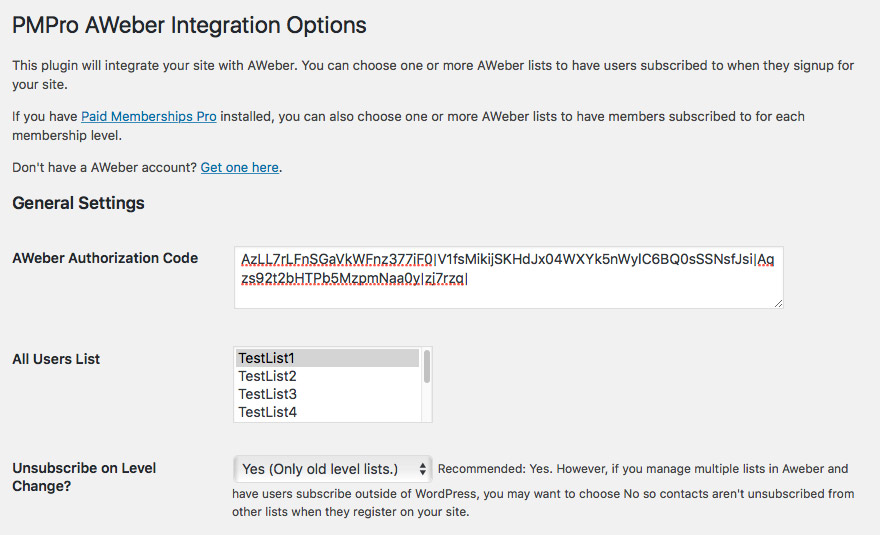 PMPro AWeber Integration Options
This plugin will integrate your site with AWeber. You can choose one or more AWeber lists to have users subscribed to when they signup for
your site.
If you have Paid Memberships Pro installed, you can also choose one or more AWeber lists to have members subscribed to for each
membership level.
Don't have a AWeber account? Get one here.
General Settings
AWeber Authorization Code
AzLL7rLFnSGaVkWFnz377iF0|V1fsMikijSKHdJx04WXYk5nWylC6BQ0sSSNsfJsi|Aq
zs92t2bHTPb5MzpmNaa0y|zj7rzq|
All Users List
TestList1
TestList2
TestList3
TestList4
Unsubscribe on Level
Change?
Yes (Only old level lists.) Recommended: Yes. However, if you manage multiple lists in Aweber and
have users subscribe outside of WordPress, you may want to choose No so contacts aren't unsubscribed from
other lists when they register on your site.